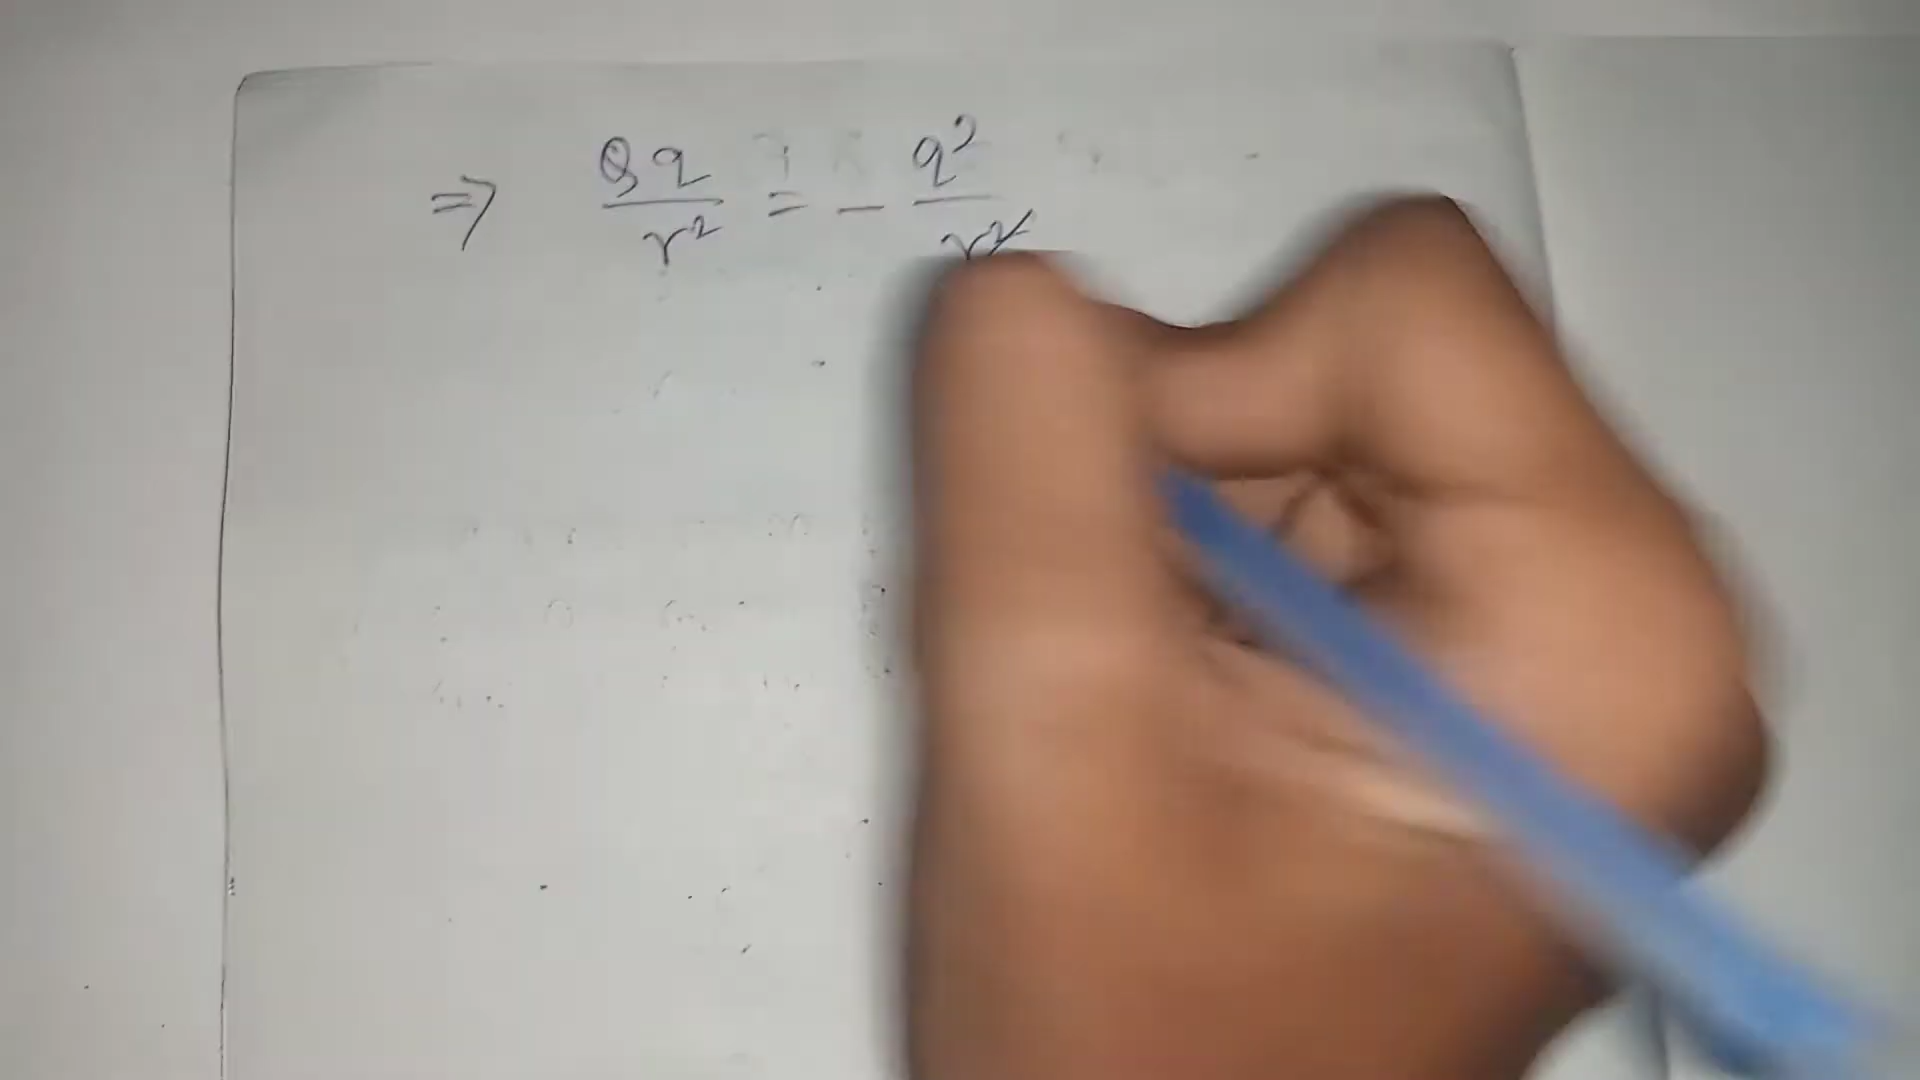 ⇒ Qq/r² = - q²/r²